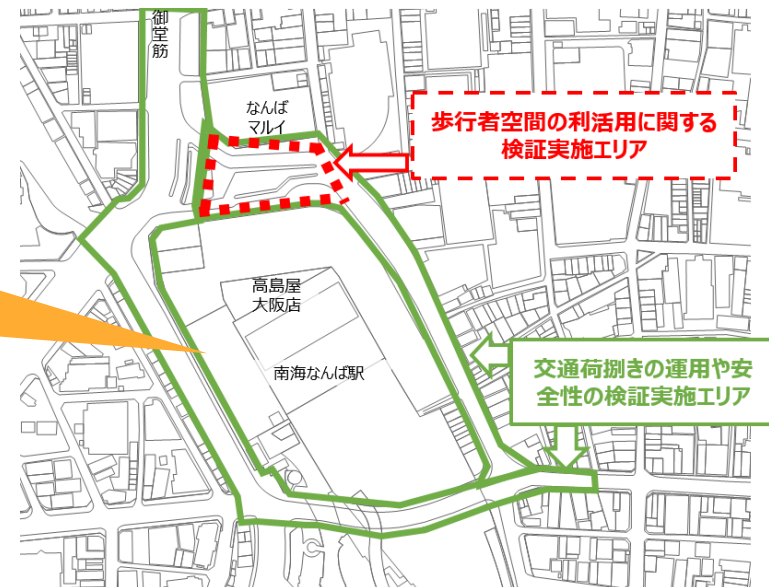 御堂筋
なんば
マルイ
歩行者空間の利活用に関する
検証実施エリア
高島屋
大阪店
南海なんば駅
交通荷捌きの運用や安
全性の検証実施エリア